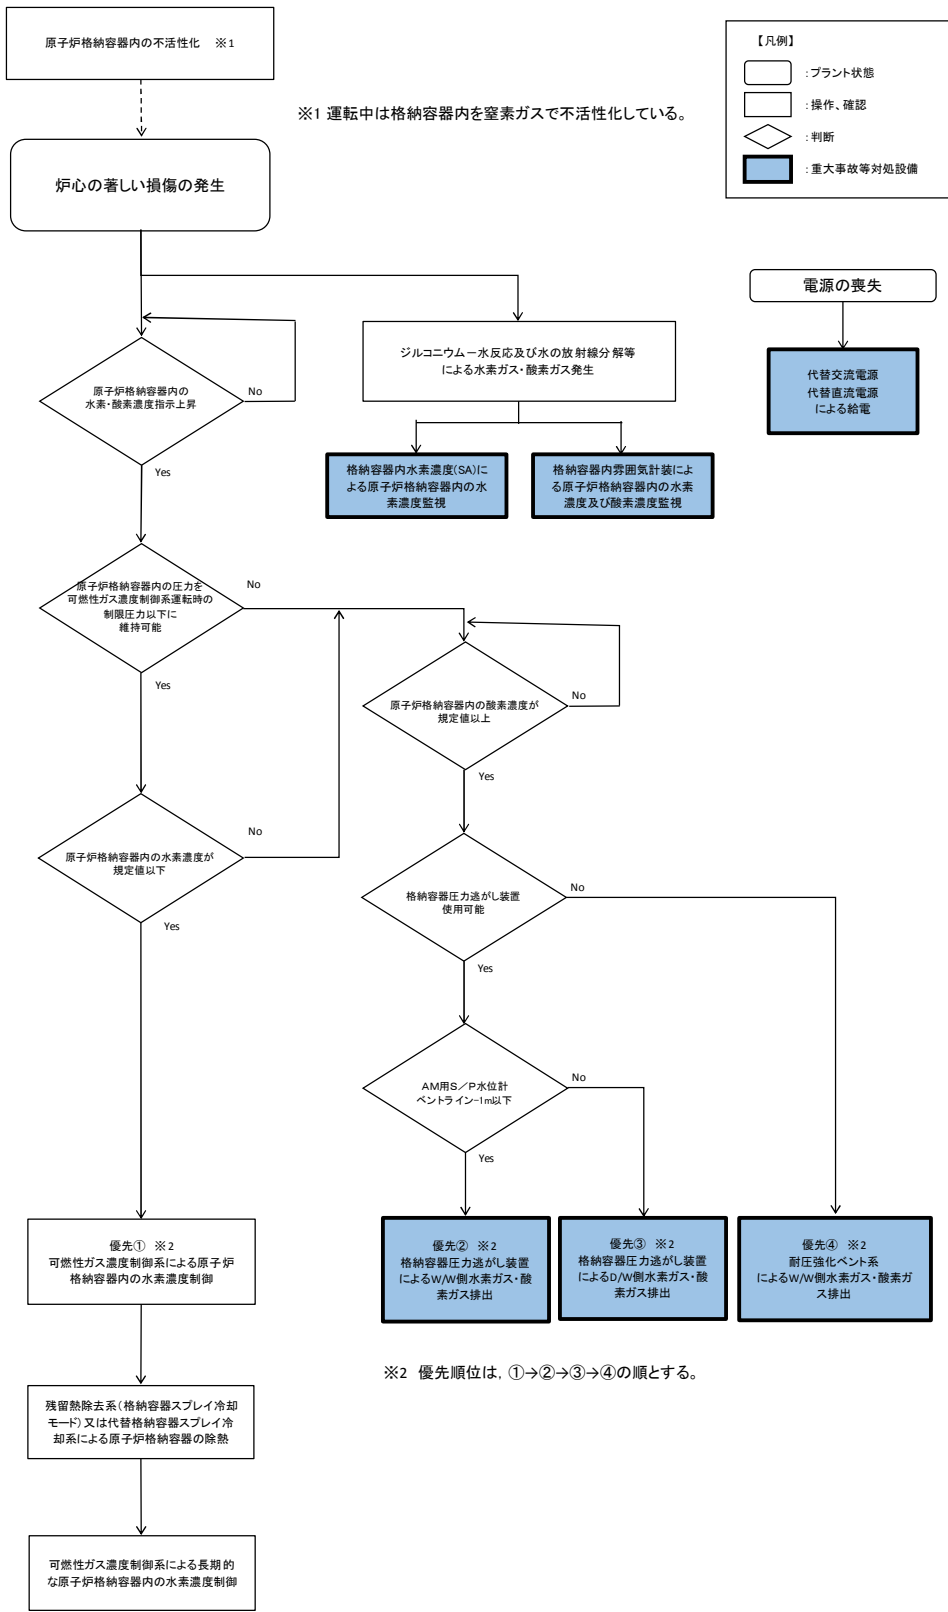 原子炉格納容器内の不活性化　※1
※1 運転中は格納容器内を窒素ガスで不活性化している。
【凡例】
：プラント状態
：操作、確認
：判断
：重大事故等対処設備
炉心の著しい損傷の発生
電源の喪失
代替交流電源
代替直流電源
による給電
ジルコニウム－水反応及び水の放射線分解等
による水素ガス・酸素ガス発生
原子炉格納容器内の
水素・酸素濃度指示上昇
No
Yes
格納容器内水素濃度(SA)に
よる原子炉格納容器内の水
素濃度監視
格納容器内雰囲気計装によ
る原子炉格納容器内の水素
濃度及び酸素濃度監視
原子炉格納容器内の圧力を
可燃性ガス濃度制御系運転時の
制限圧力以下に
維持可能
No
Yes
原子炉格納容器内の酸素濃度が
規定値以上
No
Yes
原子炉格納容器内の水素濃度が
規定値以下
No
Yes
格納容器圧力逃がし装置
使用可能
No
Yes
AM用S／P水位計
ベントライン−1m以下
No
Yes
優先①　※2
可燃性ガス濃度制御系による原子炉
格納容器内の水素濃度制御
優先②　※2
格納容器圧力逃がし装置
によるW/W側水素ガス・酸
素ガス排出
優先③　※2
格納容器圧力逃がし装置
によるD/W側水素ガス・酸
素ガス排出
優先④　※2
耐圧強化ベント系
によるW/W側水素ガス・酸素ガ
ス排出
※2　優先順位は，①→②→③→④の順とする。
残留熱除去系（格納容器スプレイ冷却
モード）又は代替格納容器スプレイ冷
却系による原子炉格納容器の除熱
可燃性ガス濃度制御系による長期的
な原子炉格納容器内の水素濃度制御